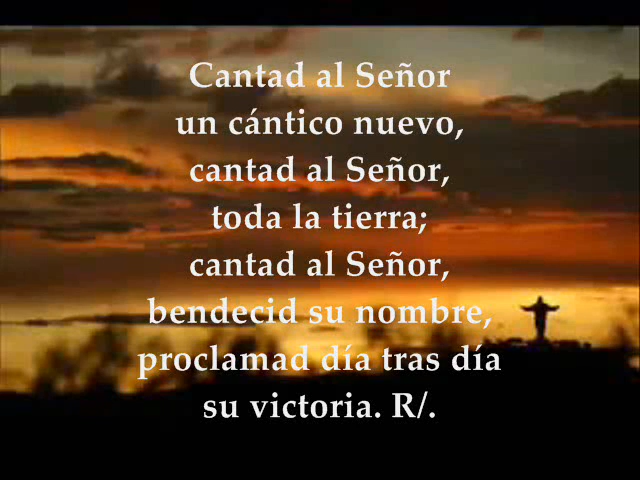 Cantad al Señor
un cántico nuevo,
cantad al Señor,
toda la tierra;
cantad al Señor,
bendecid su nombre,
proclamad día tras día
su victoria. R/.